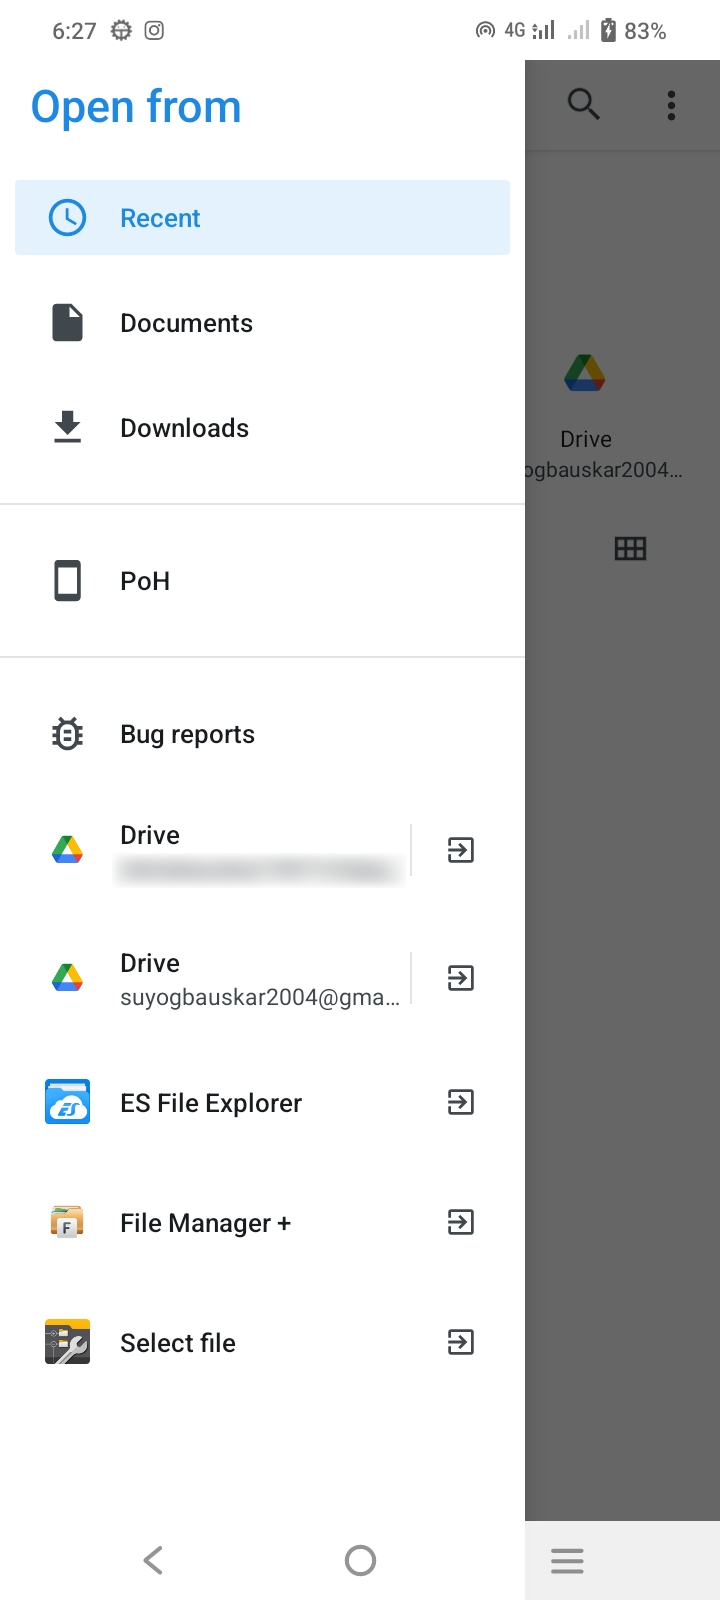 6:27 4G 83%
Open from
Recent
Documents
Downloads
Drive
ogbauskar2004...
PoH
Bug reports
Drive
Drive
suyogbauskar2004@gma...
ES
ES File Explorer
F
File Manager +
Select file